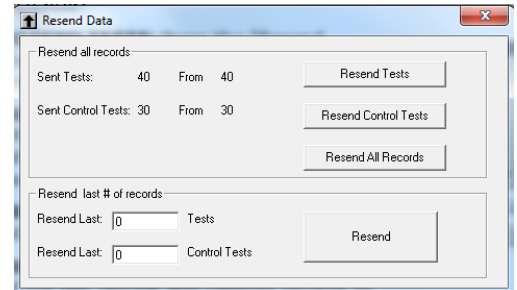 Resend Data
Resend all records
Sent Tests: 40 From 40
Resend Tests
Sent Control Tests: 30 From 30
Resend Control Tests
Resend All Records
Resend last # of records
Resend Last: 0 Tests
Resend Last: 0 Control Tests
Resend